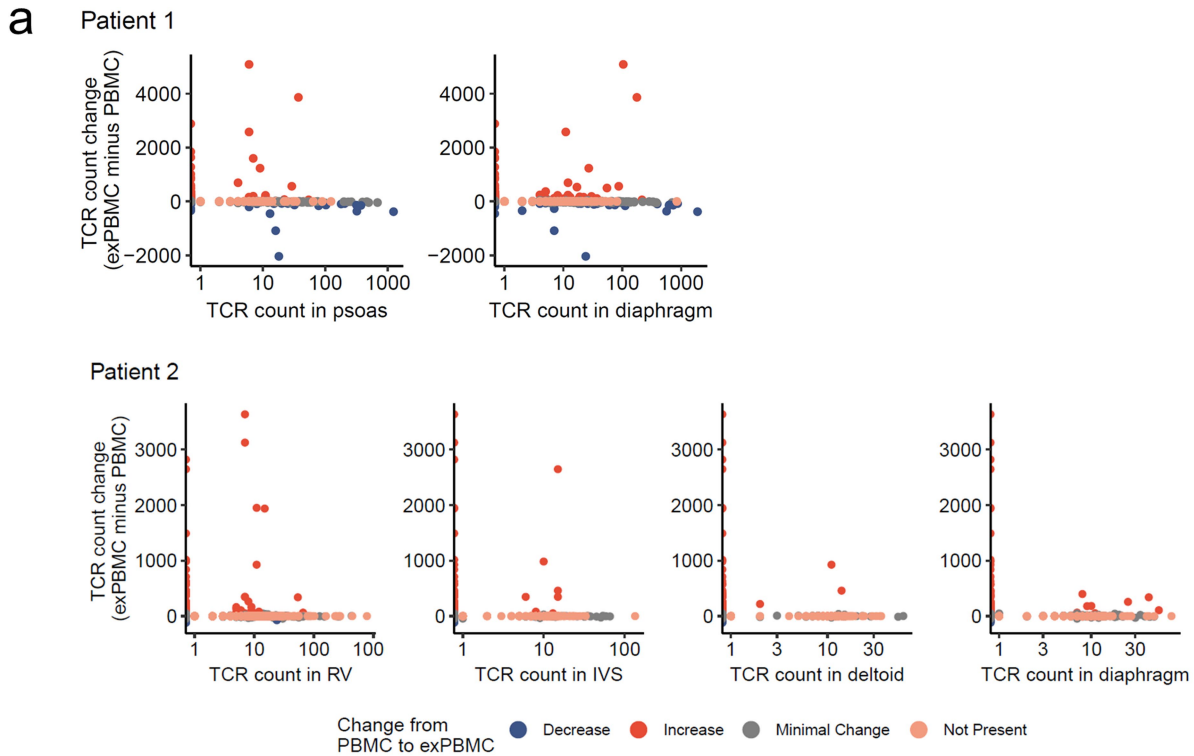 a
Patient 1
TCR count change
(exPBMC minus PBMC)
4000
2000
0
−2000
1 10 100 1000
TCR count in psoas
4000
2000
0
−2000
1 10 100 1000
TCR count in diaphragm
Patient 2
TCR count change
(exPBMC minus PBMC)
3000
2000
1000
0
1 10 100 100
TCR count in RV
3000
2000
1000
0
1 10 100
TCR count in IVS
3000
2000
1000
0
1 3 10 30
TCR count in deltoid
3000
2000
1000
0
1 3 10 30
TCR count in diaphragm
Change from
PBMC to exPBMC
Decrease Increase Minimal Change Not Present